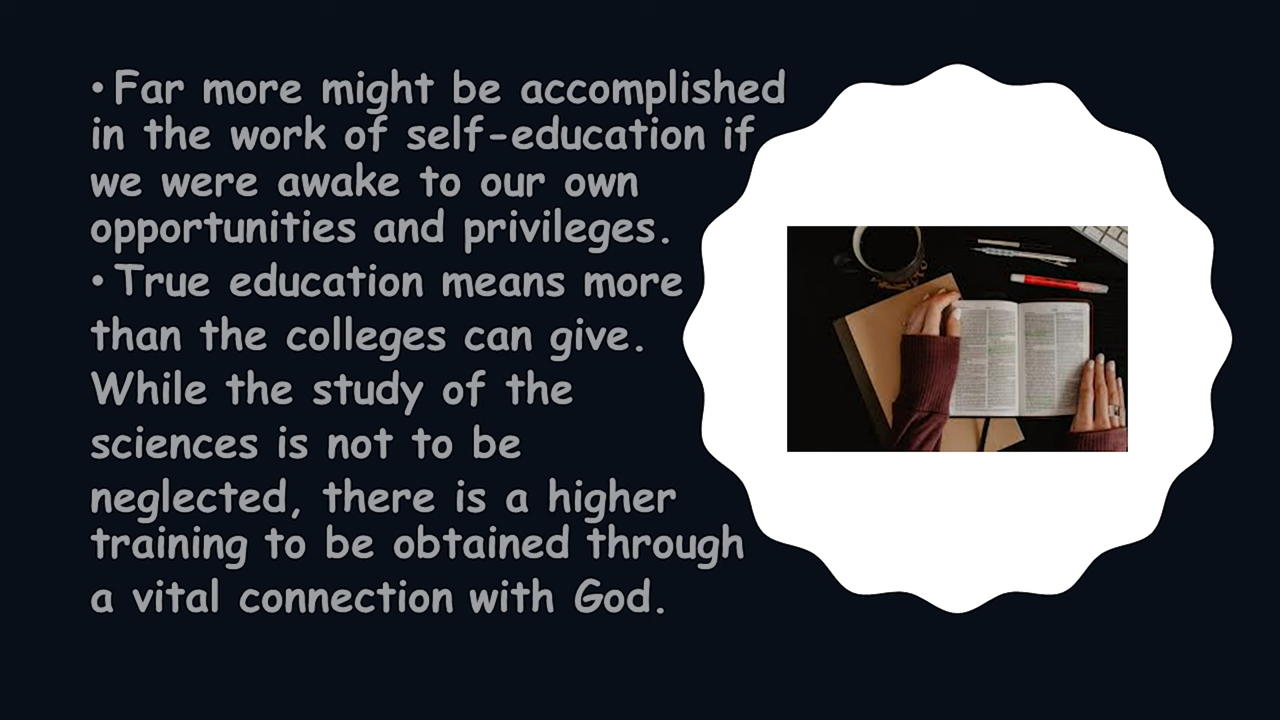 • Far more might be accomplished
in the work of self-education if
we were awake to our own
opportunities and privileges.
• True education means more
than the colleges can give.
While the study of the
sciences is not to be
neglected, there is a higher
training to be obtained through
a vital connection with God.